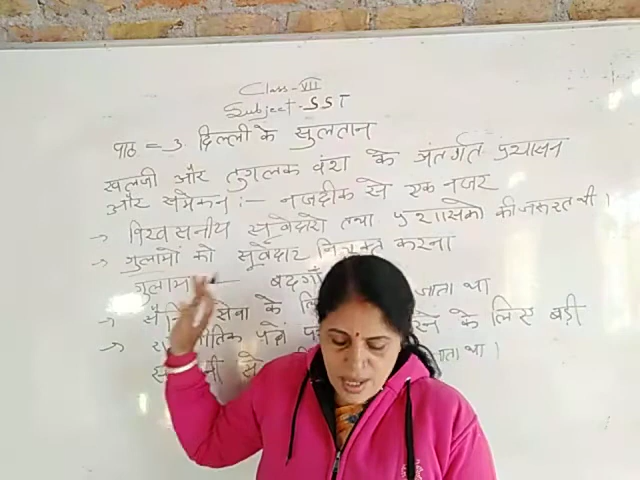 Class - VII
Subject - SST
पाठ = 3 दिल्ली के सुलतान
खलजी और तुगलक वंश के अंतर्गत प्रशासन
और समेकन :- नजदीक से एक नजर
→ विश्वसनीय सूबेदारो तथा प्रशासको की जरूरत थी।
→ गुलामों को सूबेदार नियुक्त करना
गुलाम — बंदगाँ
→ सेना के लि जाता था
→ पदों के लिए बड़ी
से ाता था।